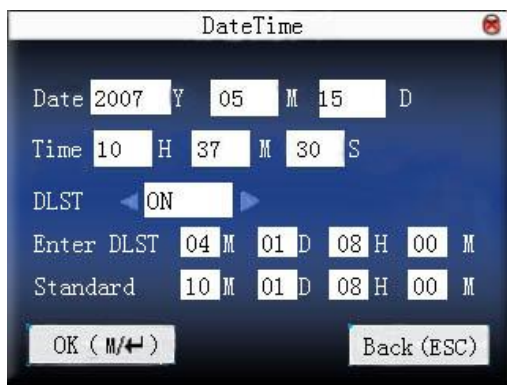 DateTime
Date 2007 Y 05 M 15 D
Time 10 H 37 M 30 S
DLST ON
Enter DLST 04 M 01 D 08 H 00 M
Standard 10 M 01 D 08 H 00 M
OK (M/↵) Back (ESC)